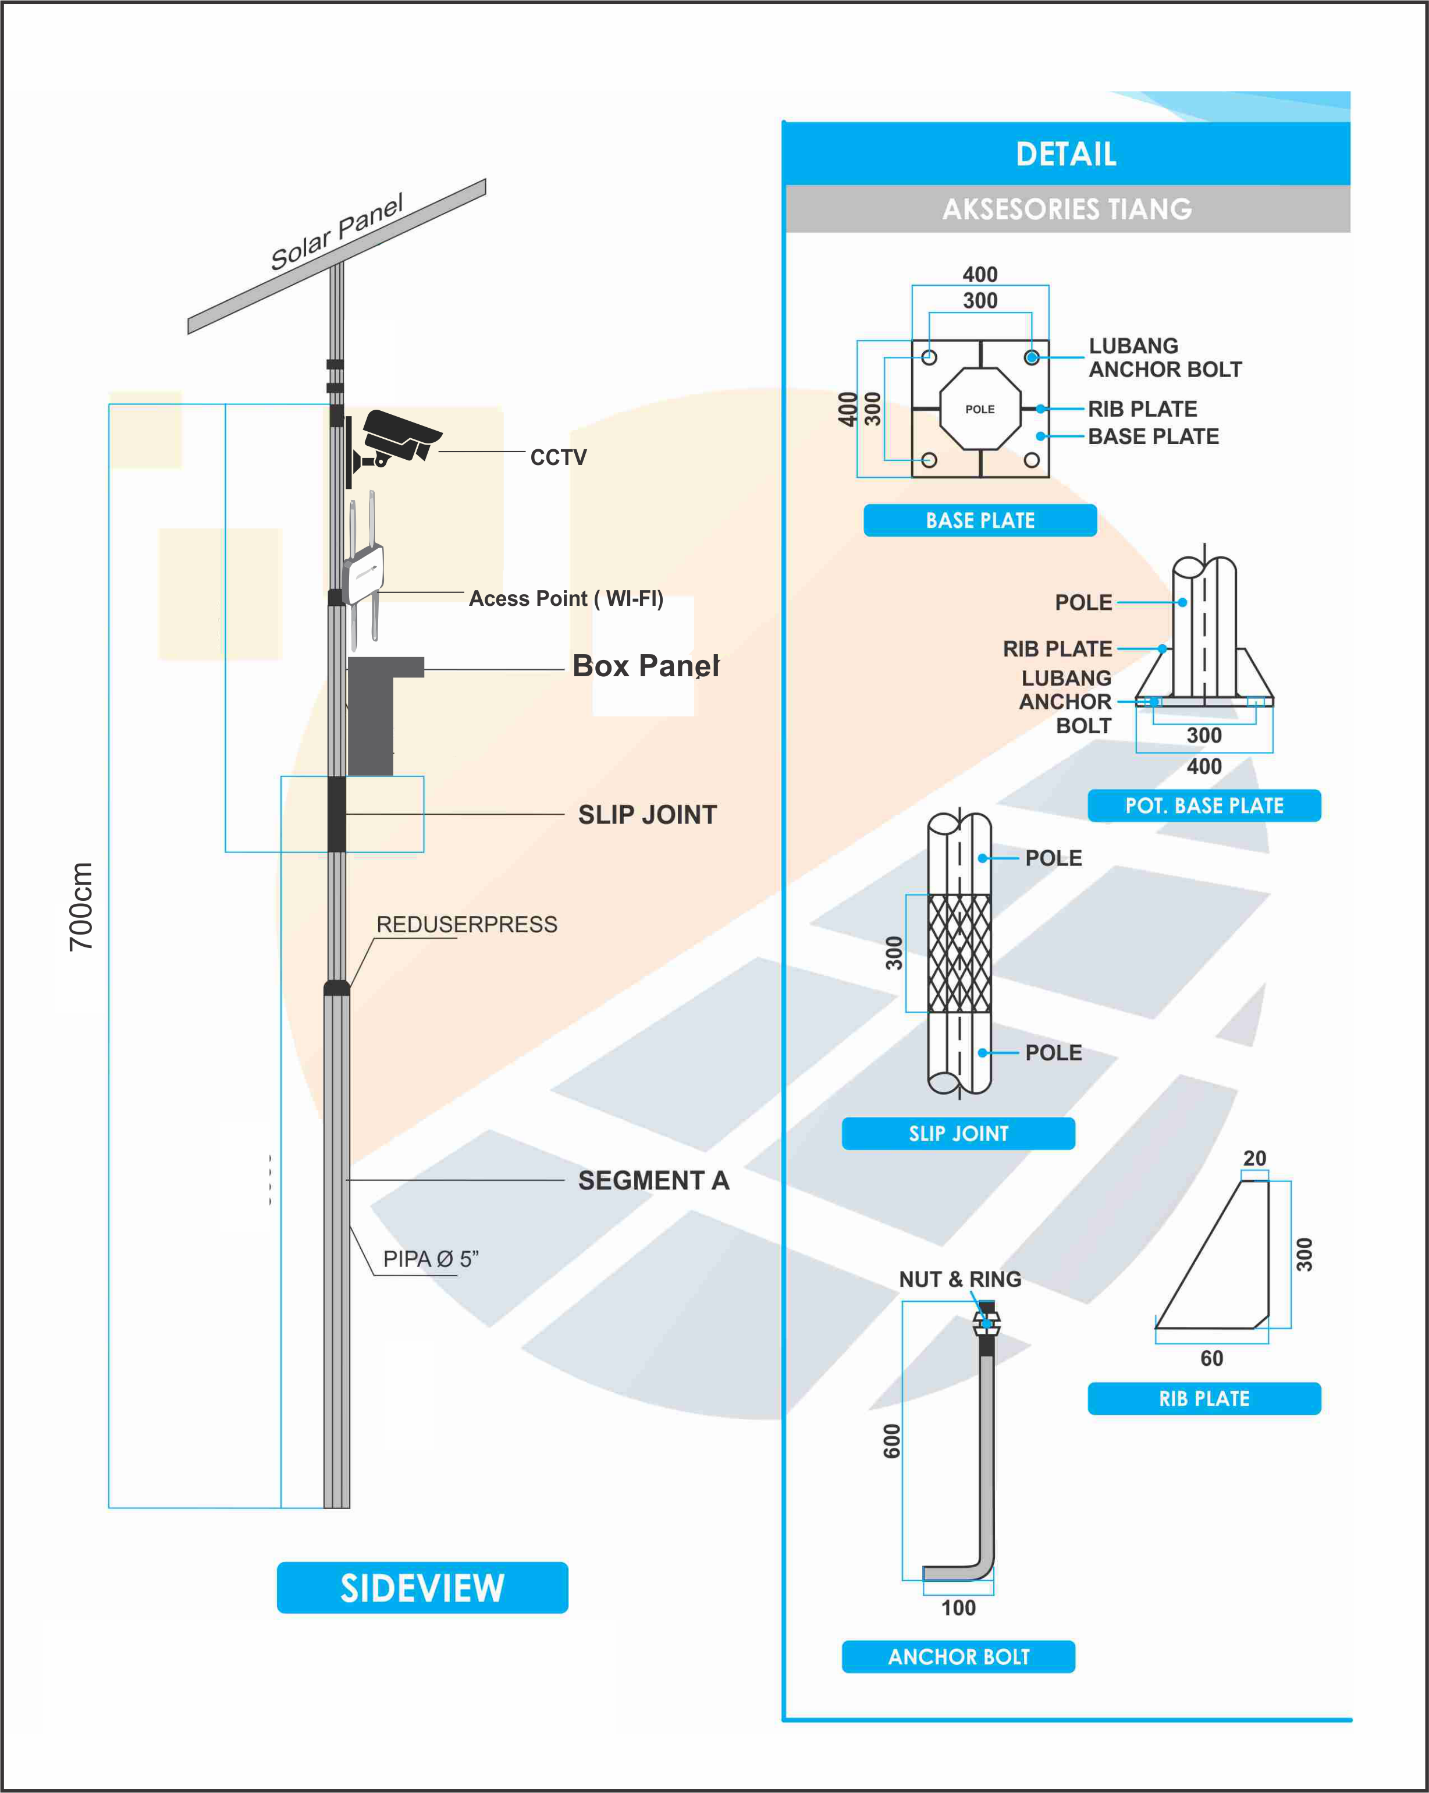 Solar Panel
CCTV
Acess Point ( WI-FI)
Box Panel
SLIP JOINT
700cm
REDUSERPRESS
SEGMENT A
PIPA Ø 5”
SIDEVIEW
DETAIL
AKSESORIES TIANG
400
300
400
300
POLE
LUBANG
ANCHOR BOLT
RIB PLATE
BASE PLATE
BASE PLATE
POLE
RIB PLATE
LUBANG
ANCHOR
BOLT
300
400
POT. BASE PLATE
POLE
300
POLE
SLIP JOINT
20
300
60
RIB PLATE
NUT & RING
600
100
ANCHOR BOLT